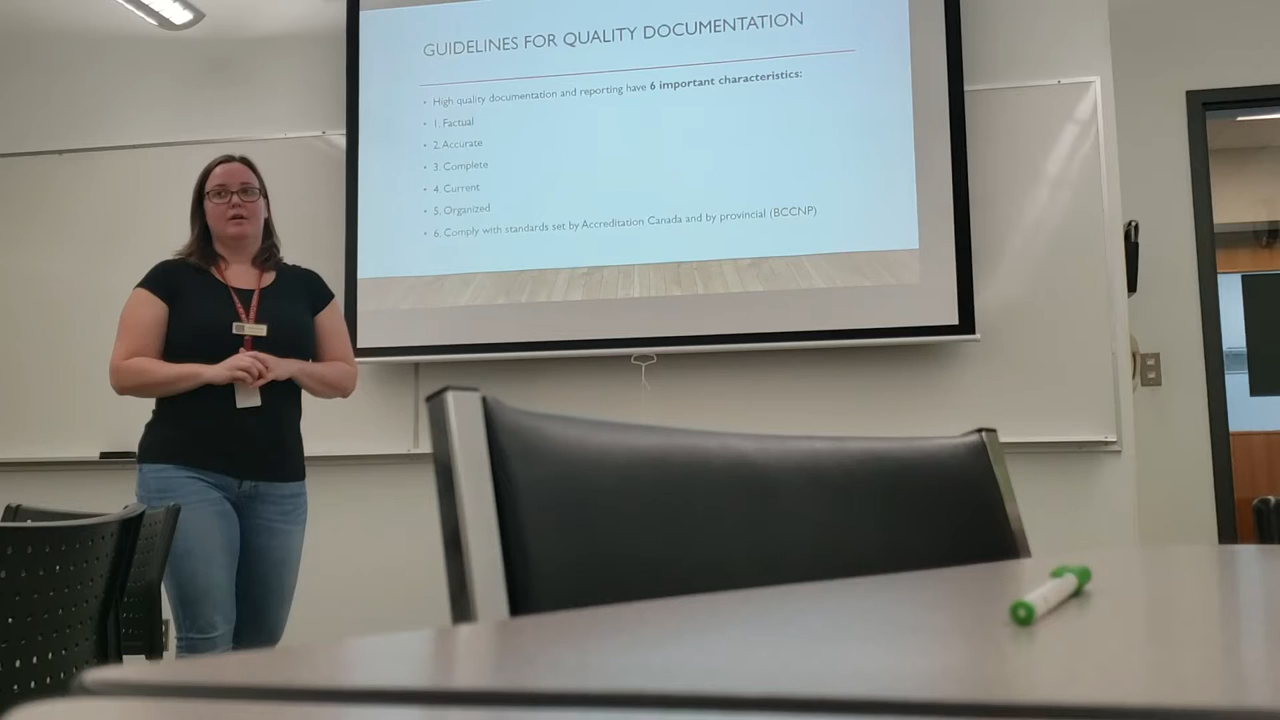 GUIDELINES FOR QUALITY DOCUMENTATION
• High quality documentation and reporting have 6 important characteristics:
• 1. Factual
• 2. Accurate
• 3. Complete
• 4. Current
• 5. Organized
• 6. Comply with standards set by Accreditation Canada and by provincial (BCCNP)